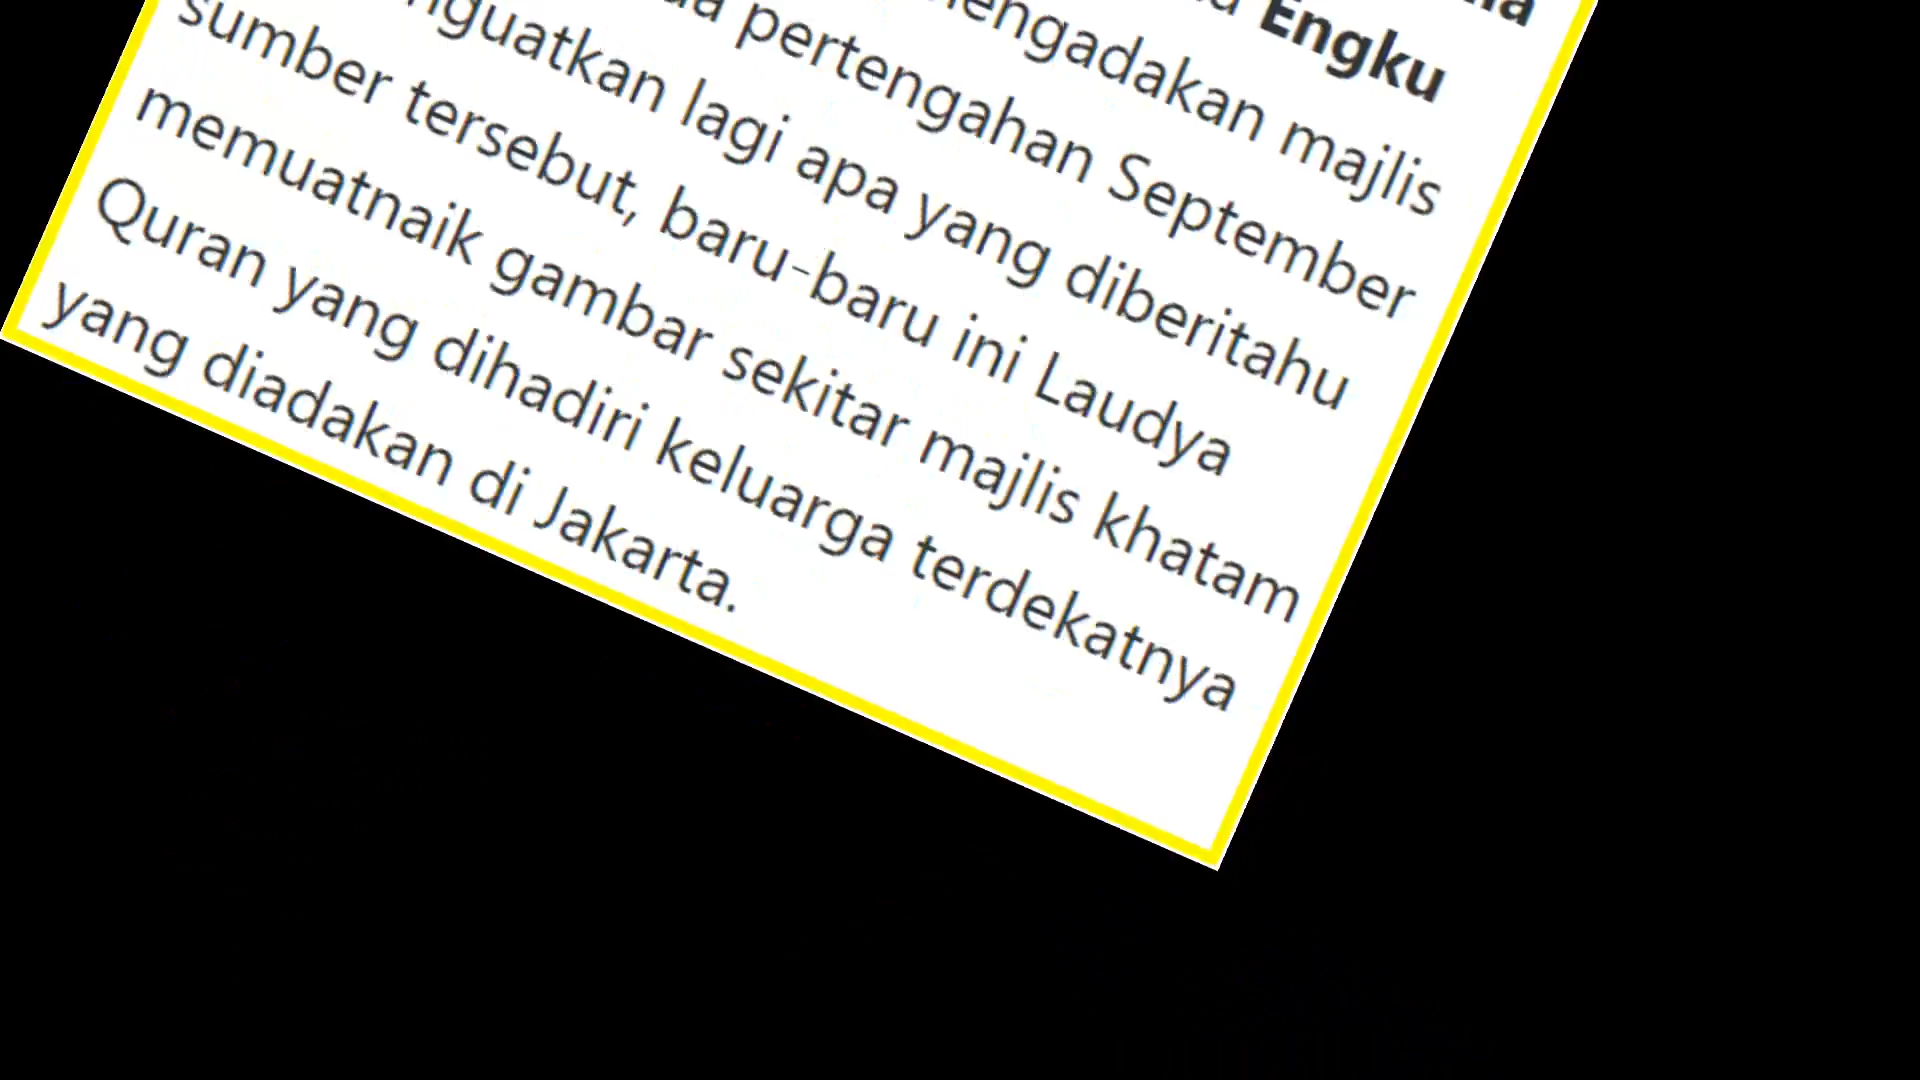 Engku
mengadakan majlis
pertengahan September
menguatkan lagi apa yang diberitahu
sumber tersebut, baru-baru ini Laudya
memuatnaik gambar sekitar majlis khatam
Quran yang dihadiri keluarga terdekatnya
yang diadakan di Jakarta.